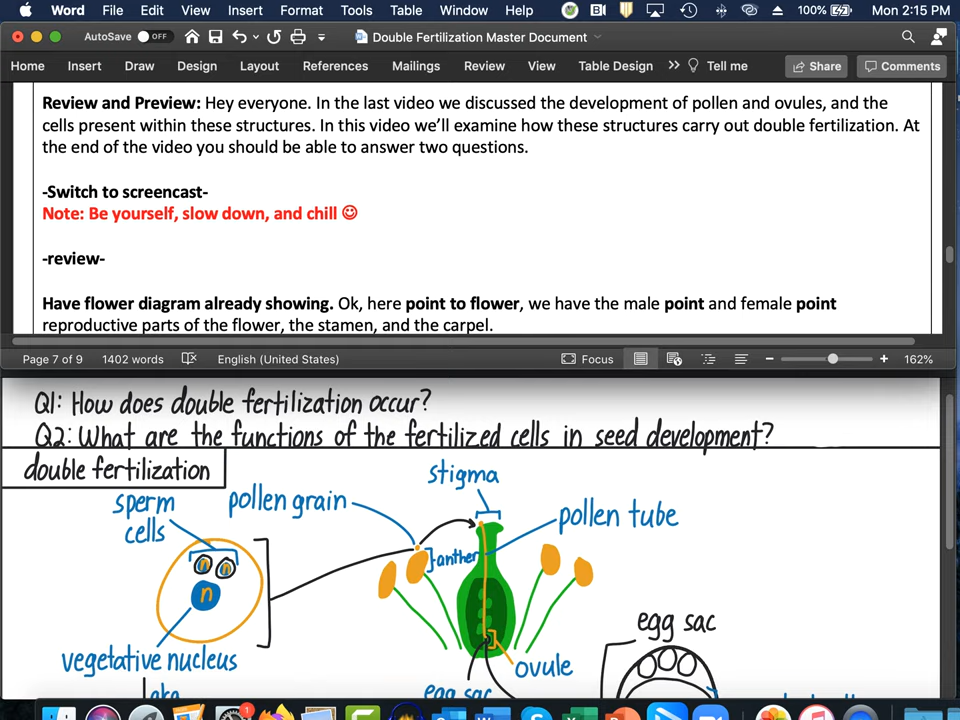 Word File Edit View Insert Format Tools Table Window Help 100% Mon 2:15 PM
AutoSave OFF Double Fertilization Master Document
Home Insert Draw Design Layout References Mailings Review View Table Design >> Tell me Share Comments
Review and Preview: Hey everyone. In the last video we discussed the development of pollen and ovules, and the
cells present within these structures. In this video we’ll examine how these structures carry out double fertilization. At
the end of the video you should be able to answer two questions.
-Switch to screencast-
Note: Be yourself, slow down, and chill ☺
-review-
Have flower diagram already showing. Ok, here point to flower, we have the male point and female point
reproductive parts of the flower, the stamen, and the carpel.
Page 7 of 9 1402 words English (United States) Focus 162%
Q1: How does double fertilization occur?
Q2: What are the functions of the fertilized cells in seed development?
double fertilization
stigma
sperm
cells
pollen grain
pollen tube
anther
n n
n
egg sac
vegetative nucleus
ovule
aka
egg sac